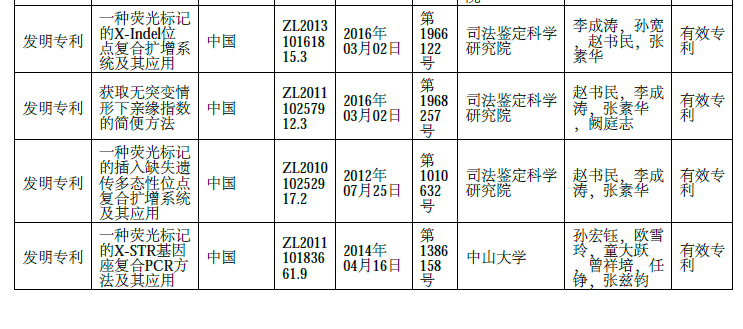 院
发明专利
一种荧光标记
的X-Indel位
点复合扩增系
统及其应用
中国
ZL2013
101618
15.3
2016年
03月02日
第
1966
122
号
司法鉴定科学
研究院
李成涛，孙宽
，赵书民，张
素华
有效专
利
发明专利
获取无突变情
形下亲缘指数
的简便方法
中国
ZL2011
102579
12.3
2016年
03月02日
第
1968
257
号
司法鉴定科学
研究院
赵书民，李成
涛，张素华
，阙庭志
有效专
利
发明专利
一种荧光标记
的插入缺失遗
传多态性位点
复合扩增系统
及其应用
中国
ZL2010
102529
17.2
2012年
07月25日
第
1010
632
号
司法鉴定科学
研究院
赵书民，李成
涛，张素华
有效专
利
发明专利
一种荧光标记
的X-STR基因
座复合PCR方
法及其应用
中国
ZL2011
101836
61.9
2014年
04月16日
第
1386
158
号
中山大学
孙宏钰，欧雪
玲，童大跃
，曾祥培，任
铮，张兹钧
有效专
利